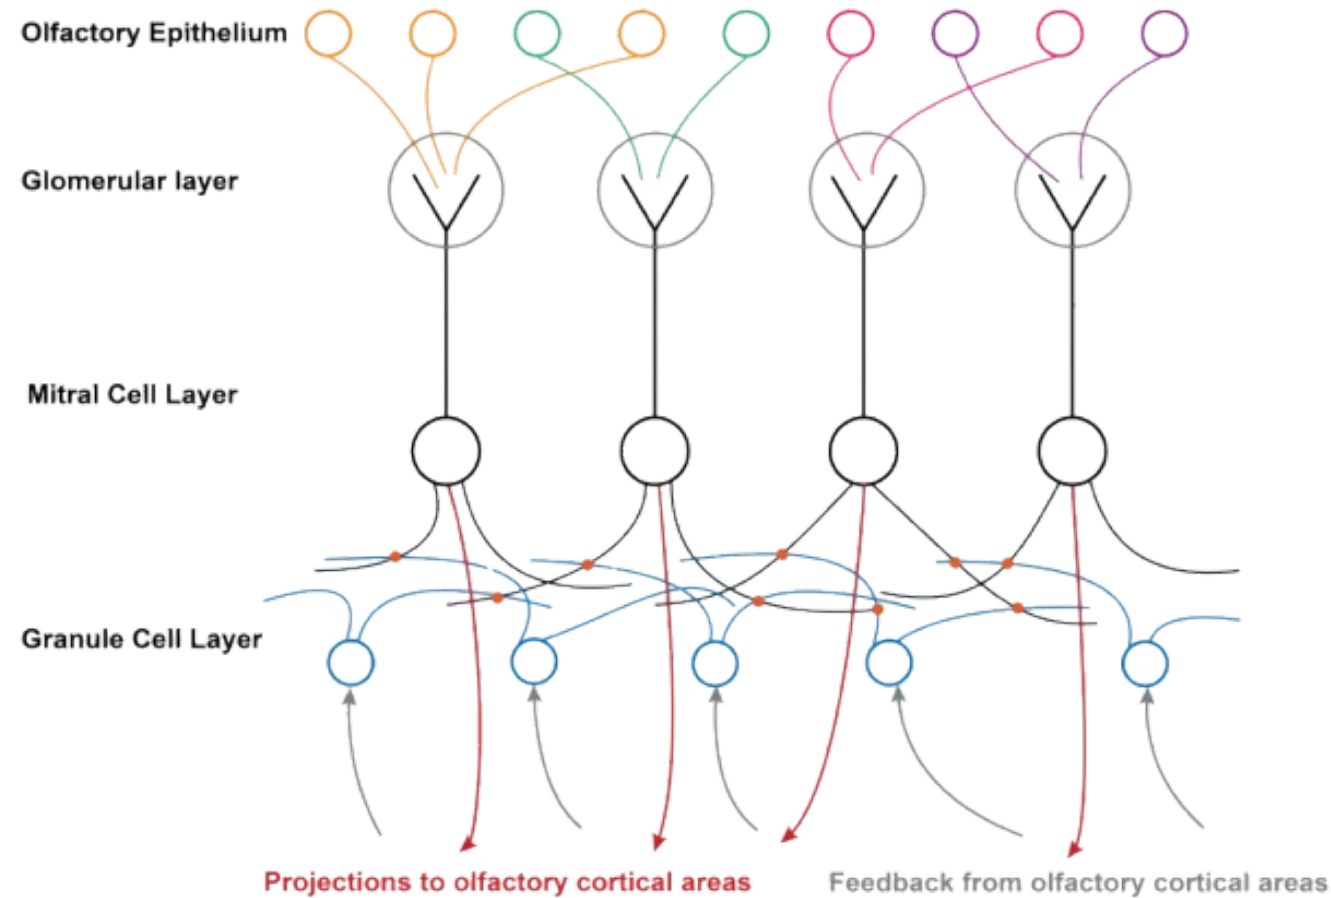 Olfactory Epithelium
Glomerular layer
Mitral Cell Layer
Granule Cell Layer
Projections to olfactory cortical areas
Feedback from olfactory cortical areas